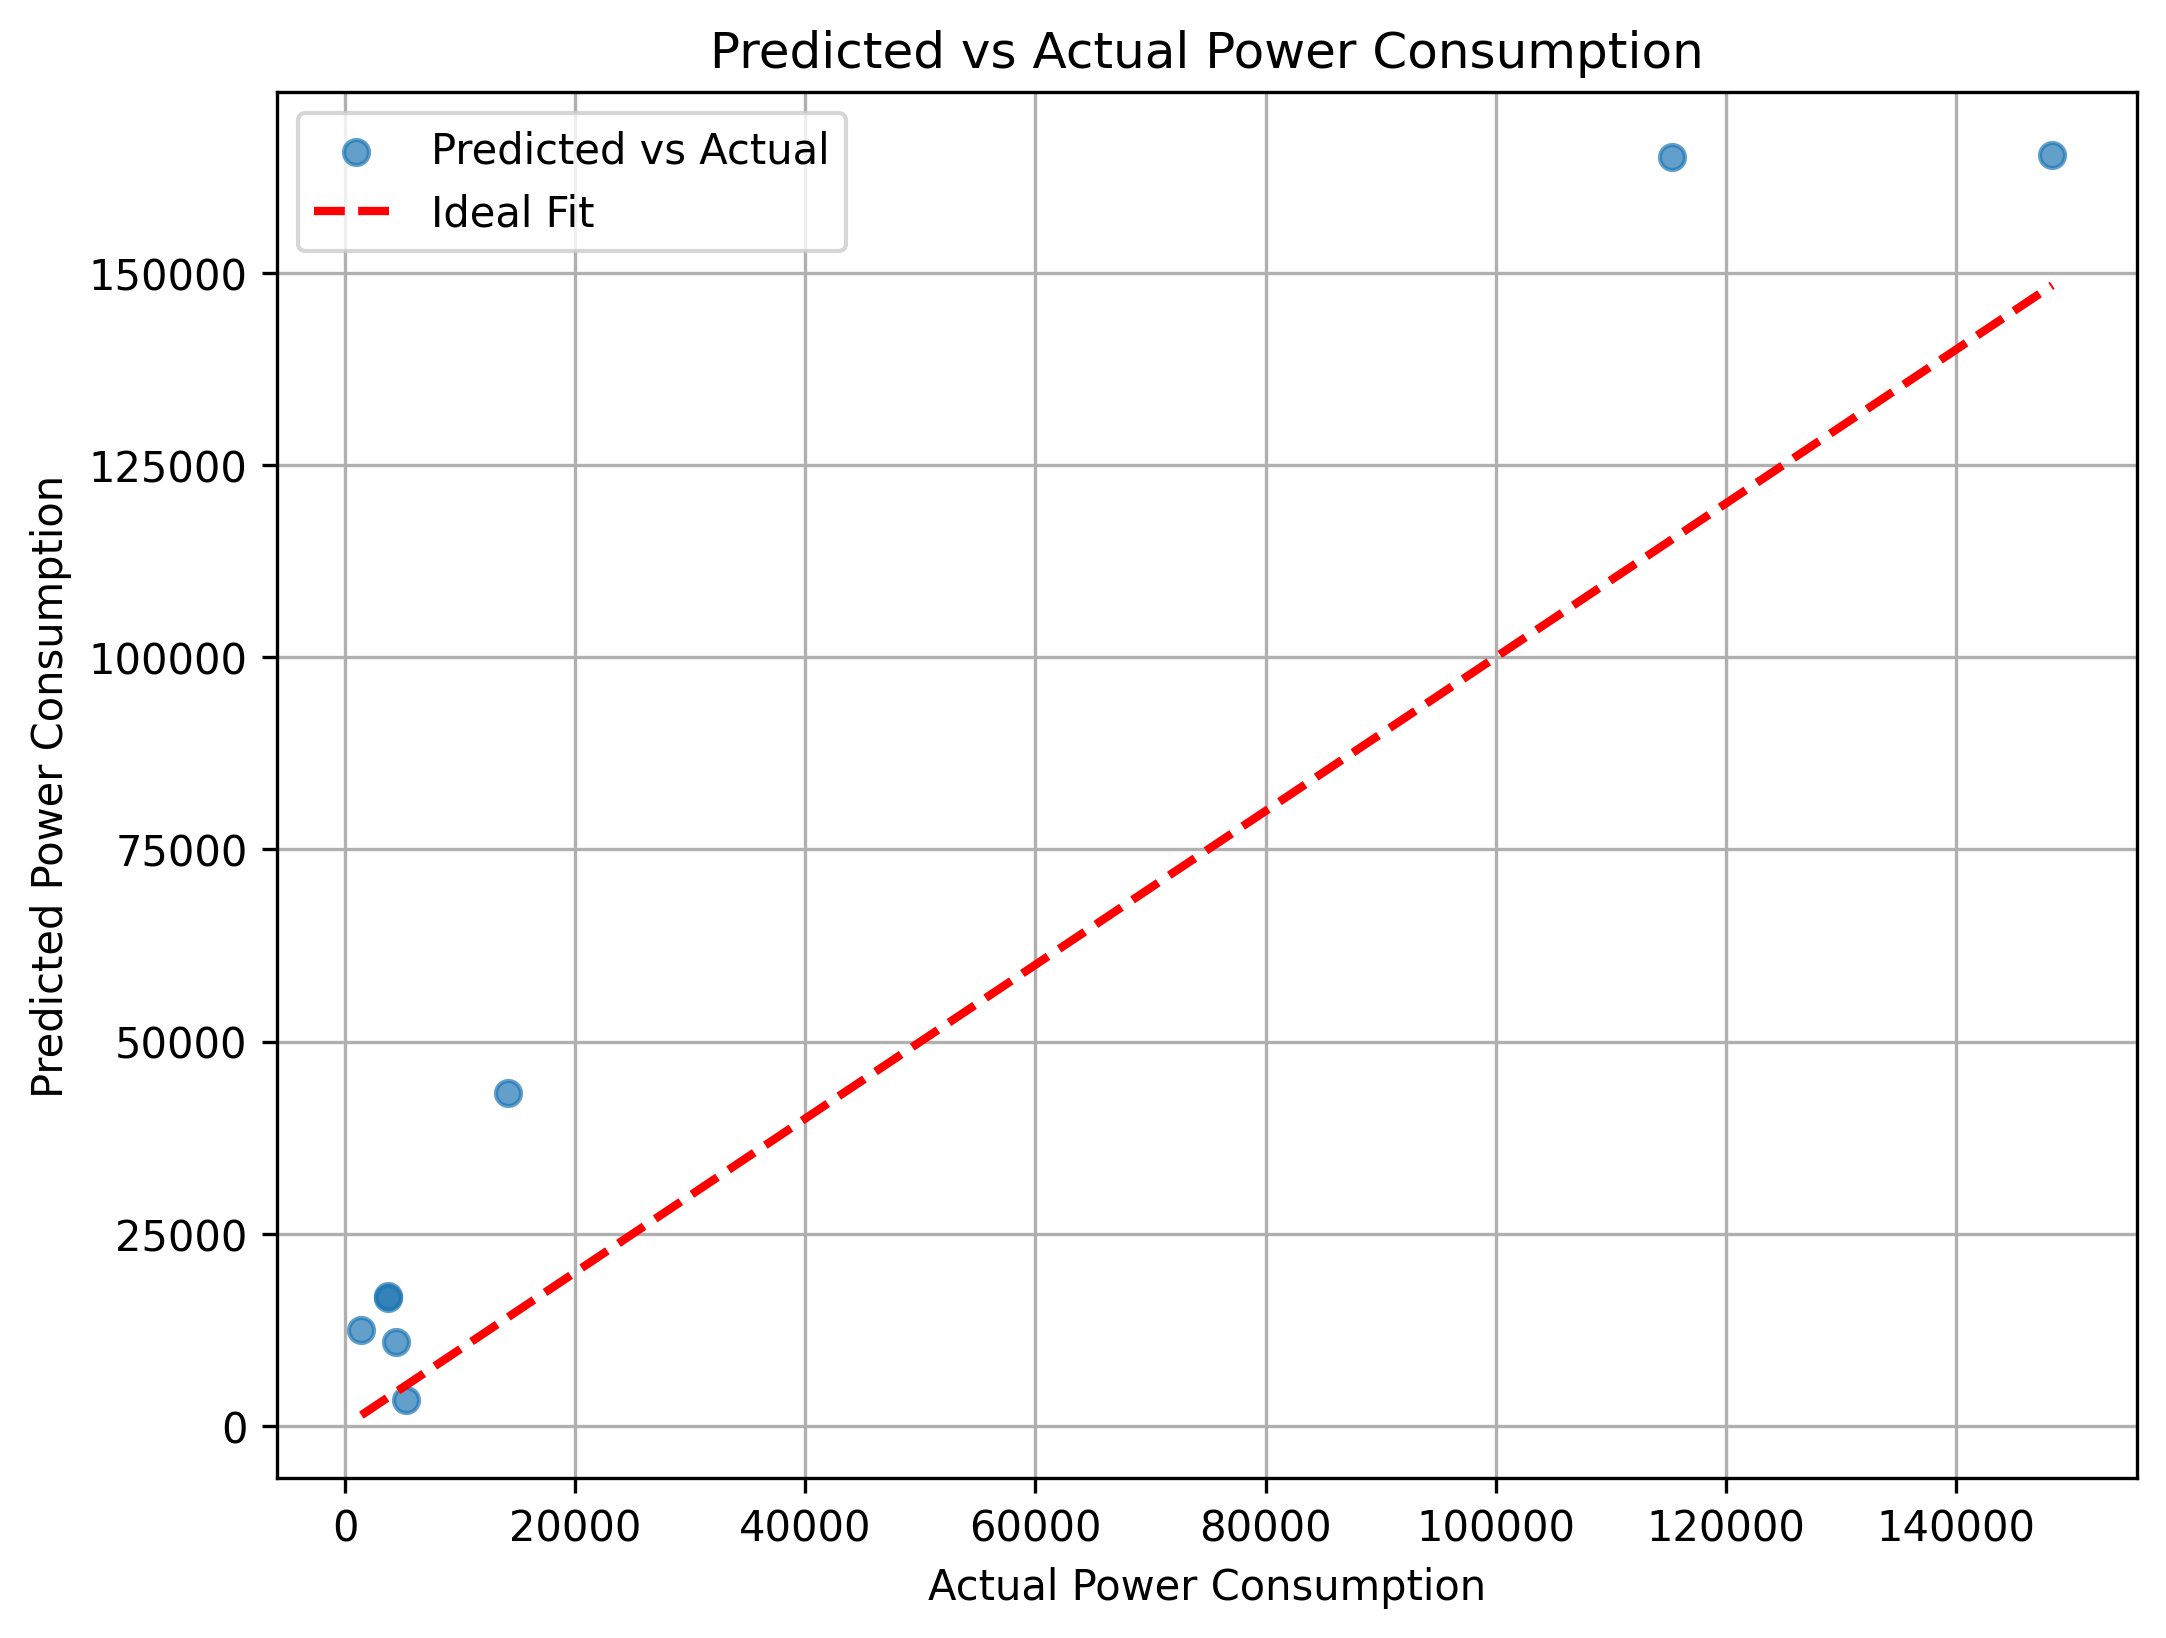 Predicted vs Actual Power Consumption
Predicted vs Actual
Ideal Fit
Predicted Power Consumption
150000
125000
100000
75000
50000
25000
0
0 20000 40000 60000 80000 100000 120000 140000
Actual Power Consumption